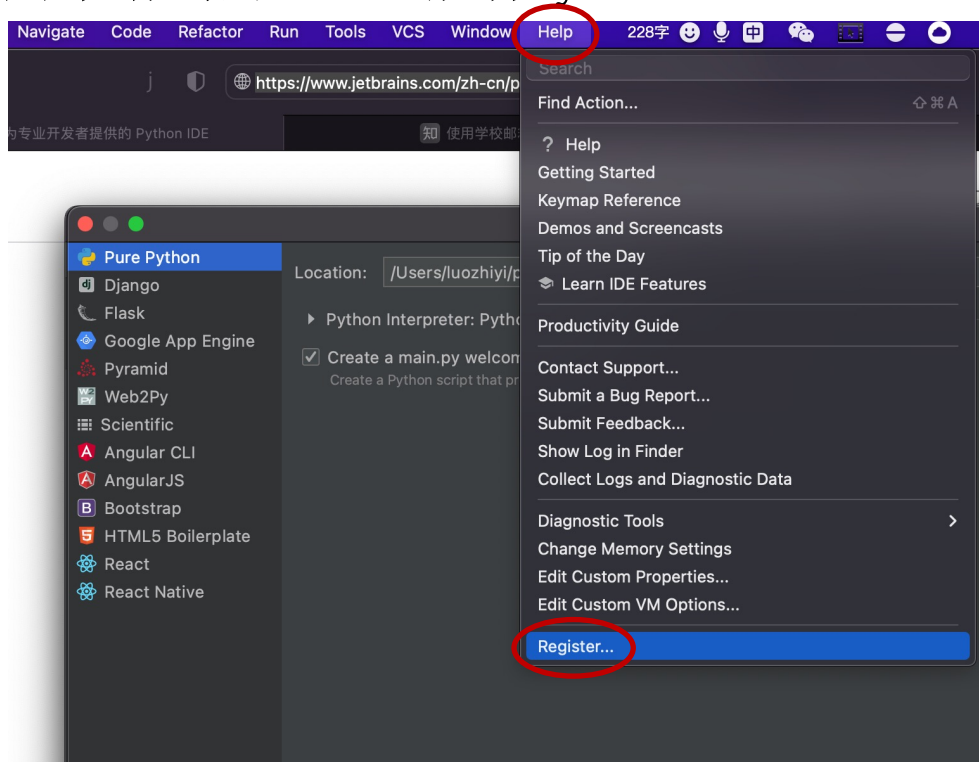 Navigate Code Refactor Run Tools VCS Window Help 228字 中
j https://www.jetbrains.com/zh-cn/p
为专业开发者提供的 Python IDE 知 使用学校邮
Search
Find Action... ⇧⌘A
? Help
Getting Started
Keymap Reference
Demos and Screencasts
Tip of the Day
Learn IDE Features
Productivity Guide
Contact Support...
Submit a Bug Report...
Submit Feedback...
Show Log in Finder
Collect Logs and Diagnostic Data
Diagnostic Tools
Change Memory Settings
Edit Custom Properties...
Edit Custom VM Options...
Register...
Pure Python
dj Django
Flask
Google App Engine
Pyramid
Web2Py
Scientific
Angular CLI
AngularJS
B Bootstrap
HTML5 Boilerplate
React
React Native
Location: /Users/luozhiyi/p
Python Interpreter: Pytho
Create a main.py welcom
Create a Python script that pr